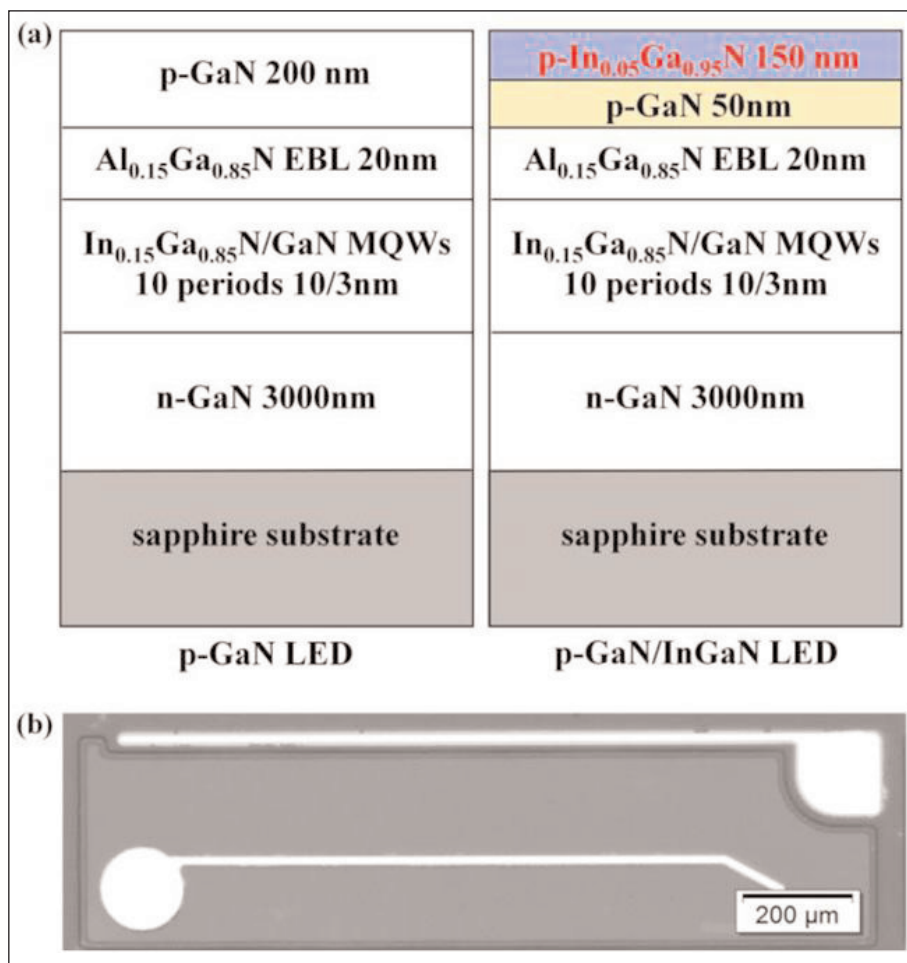 (a)
p-GaN 200 nm
Al0.15Ga0.85N EBL 20nm
In0.15Ga0.85N/GaN MQWs
10 periods 10/3nm
n-GaN 3000nm
sapphire substrate
p-GaN LED
p-In0.05Ga0.95N 150 nm
p-GaN 50nm
Al0.15Ga0.85N EBL 20nm
In0.15Ga0.85N/GaN MQWs
10 periods 10/3nm
n-GaN 3000nm
sapphire substrate
p-GaN/InGaN LED
(b)
200 μm